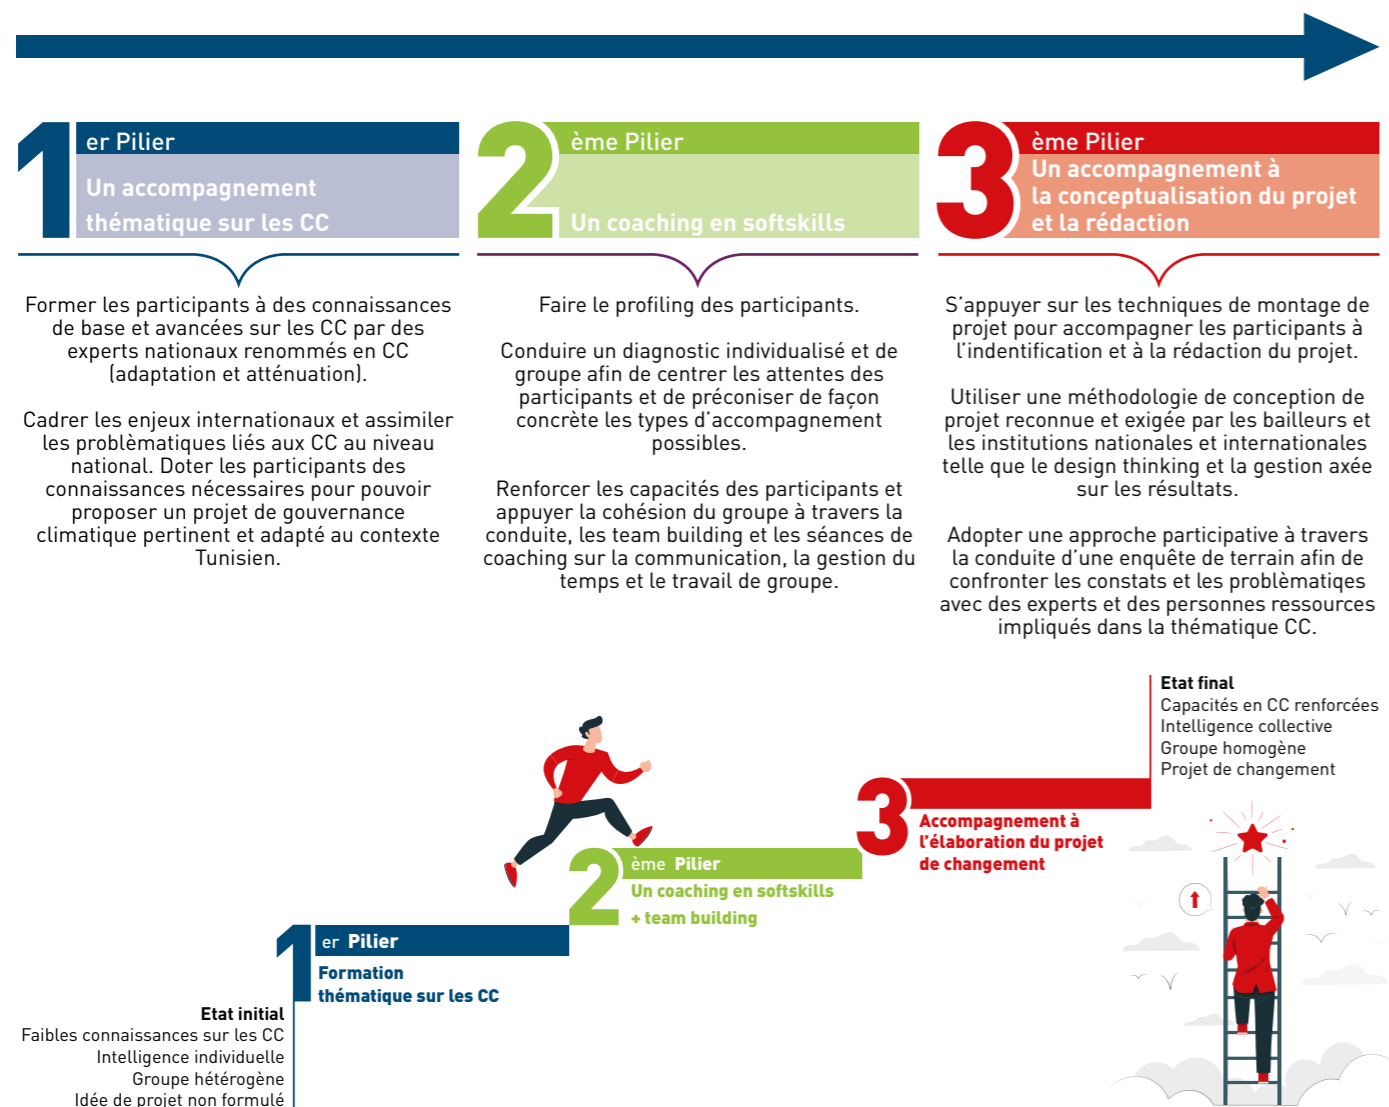 1er Pilier
Un accompagnement
thématique sur les CC
2ème Pilier
Un coaching en softskills
3ème Pilier
Un accompagnement à
la conceptualisation du projet
et la rédaction
Former les participants à des connaissances
de base et avancées sur les CC par des
experts nationaux renommés en CC
(adaptation et atténuation).
Cadrer les enjeux internationaux et assimiler
les problèmatiques liés aux CC au niveau
national. Doter les participants des
connaissances nécessaires pour pouvoir
proposer un projet de gouvernance
climatique pertinent et adapté au contexte
Tunisien.
Faire le profiling des participants.
Conduire un diagnostic individualisé et de
groupe afin de centrer les attentes des
participants et de préconiser de façon
concrète les types d’accompagnement
possibles.
Renforcer les capacités des participants et
appuyer la cohésion du groupe à travers la
conduite, les team building et les séances de
coaching sur la communication, la gestion du
temps et le travail de groupe.
S’appuyer sur les techniques de montage de
projet pour accompagner les participants à
l’indentification et à la rédaction du projet.
Utiliser une méthodologie de conception de
projet reconnue et exigée par les bailleurs et
les institutions nationales et internationales
telle que le design thinking et la gestion axée
sur les résultats.
Adopter une approche participative à travers
la conduite d’une enquête de terrain afin de
confronter les constats et les problèmatiqes
avec des experts et des personnes ressources
impliqués dans la thématique CC.
Etat final
Capacités en CC renforcées
Intelligence collective
Groupe homogène
Projet de changement
3
Accompagnement à
l’élaboration du projet
de changement
2ème Pilier
Un coaching en softskills
+ team building
1er Pilier
Formation
thématique sur les CC
Etat initial
Faibles connaissances sur les CC
Intelligence individuelle
Groupe hétérogène
Idée de projet non formulé